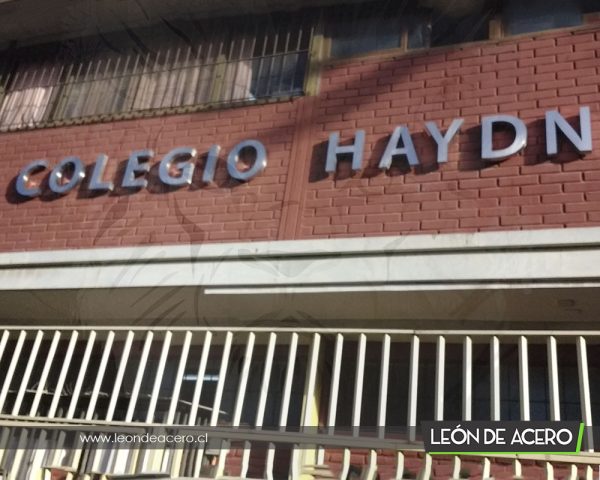 COLEGIO HAYDN
www.leondeacero.cl
LEÓN DE ACERO